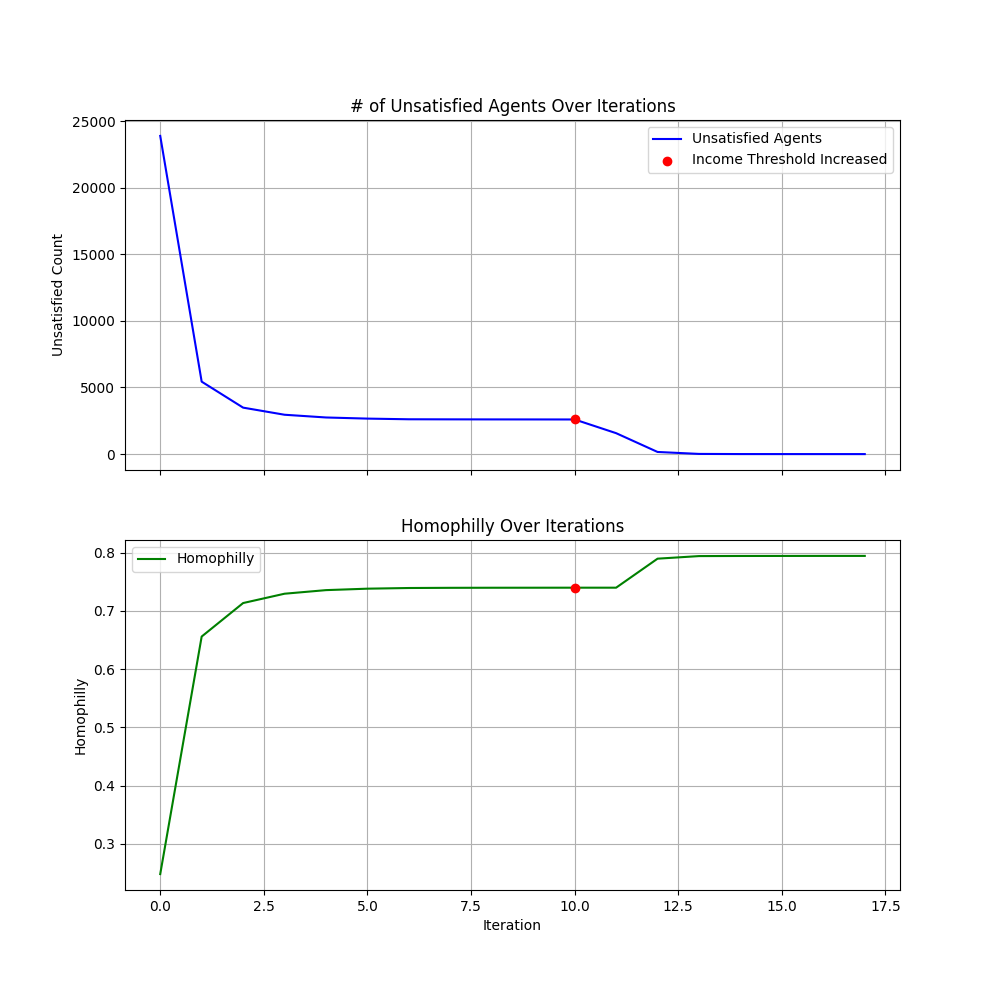 # of Unsatisfied Agents Over Iterations
25000
20000
15000
10000
5000
0
Unsatisfied Count
Unsatisfied Agents
Income Threshold Increased
Homophilly Over Iterations
0.8
0.7
0.6
0.5
0.4
0.3
Homophilly
Homophilly
0.0 2.5 5.0 7.5 10.0 12.5 15.0 17.5
Iteration